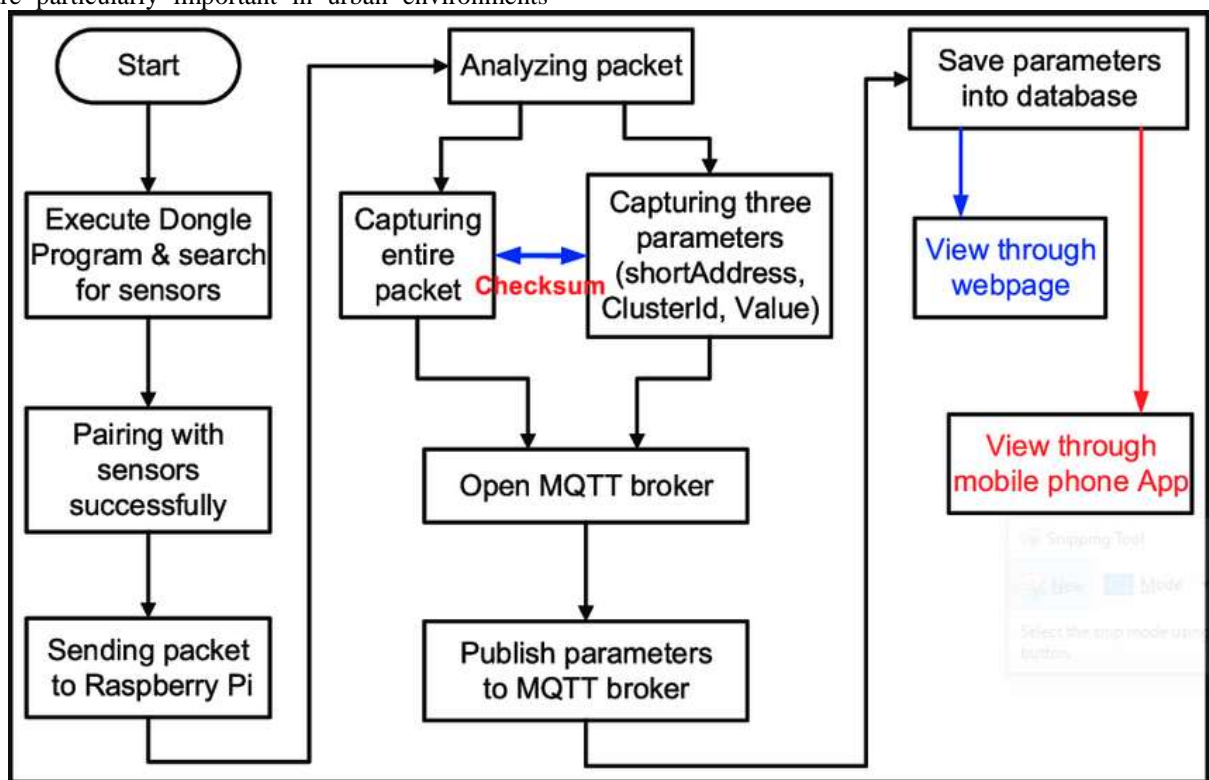 particularly important in urban environments
Start
Execute Dongle
Program & search
for sensors
Pairing with
sensors
successfully
Sending packet
to Raspberry Pi
Analyzing packet
Capturing
entire
packet
Checksum
Capturing three
parameters
(shortAddress,
ClusterId, Value)
Open MQTT broker
Publish parameters
to MQTT broker
Save parameters
into database
View through
webpage
View through
mobile phone App
Snipping Tool
Mode
Select the snip mode using
button.